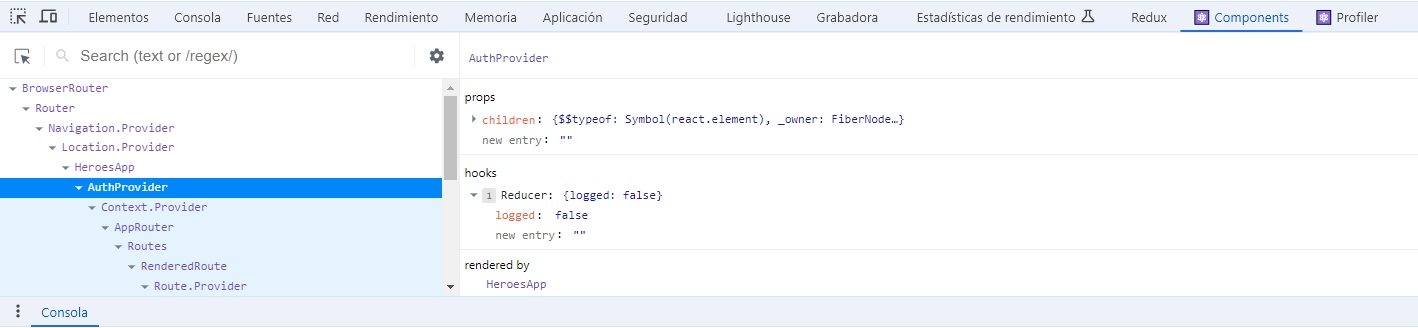 Elementos Consola Fuentes Red Rendimiento Memoria Aplicación Seguridad Lighthouse Grabadora Estadísticas de rendimiento Redux Components Profiler
Search (text or /regex/)
BrowserRouter
Router
Navigation.Provider
Location.Provider
HeroesApp
AuthProvider
Context.Provider
AppRouter
Routes
RenderedRoute
Route.Provider
AuthProvider
props
children: {$$typeof: Symbol(react.element), _owner: FiberNode…}
new entry: ""
hooks
1 Reducer: {logged: false}
logged: false
new entry: ""
rendered by
HeroesApp
Consola